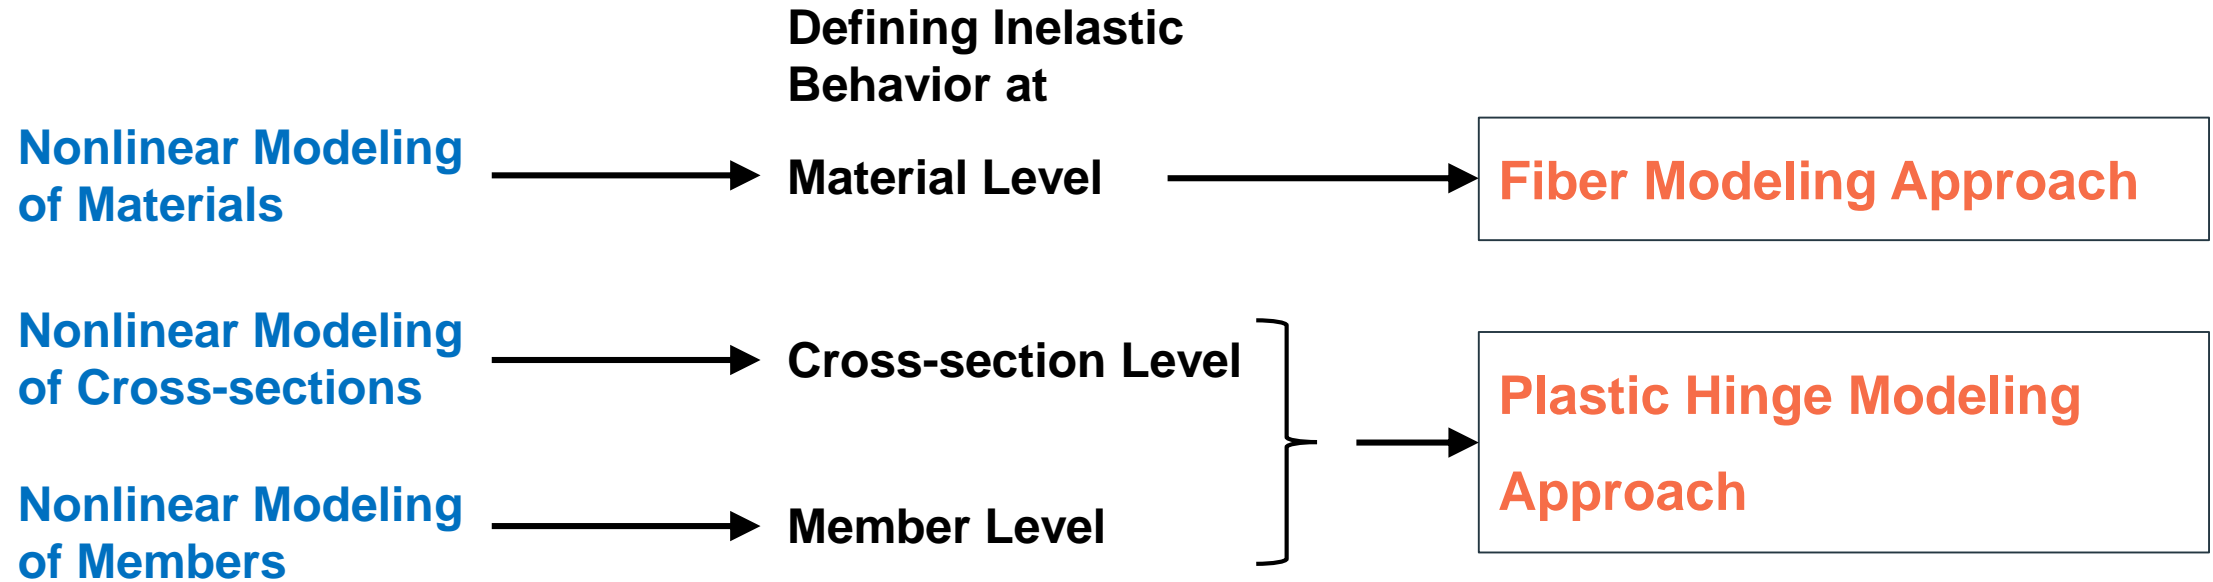 Defining Inelastic
Behavior at
Nonlinear Modeling
of Materials
Material Level
Fiber Modeling Approach
Nonlinear Modeling
of Cross-sections
Cross-section Level
Plastic Hinge Modeling
Approach
Nonlinear Modeling
of Members
Member Level